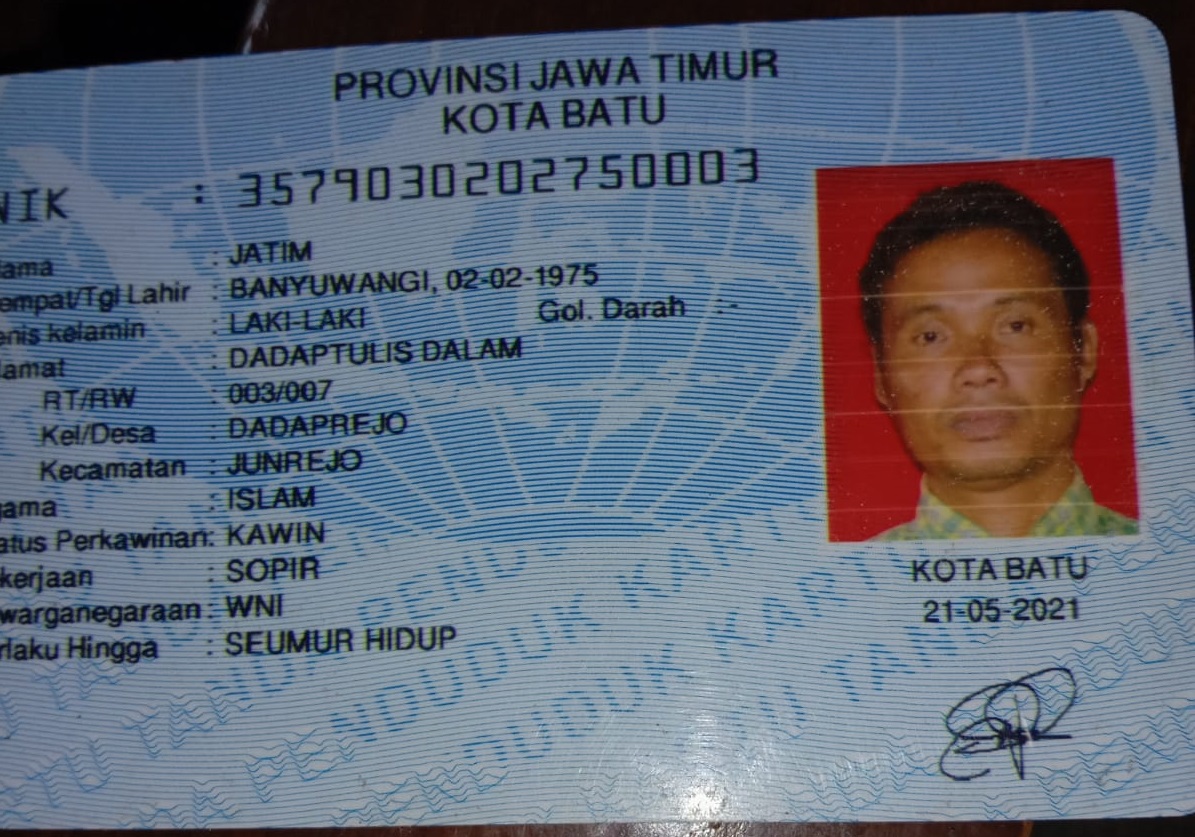 PROVINSI JAWA TIMUR
KOTA BATU
NIK : 3579030202750003
ama : JATIM
empat/Tgl Lahir : BANYUWANGI, 02-02-1975
enis kelamin : LAKI-LAKI Gol. Darah : -
lamat : DADAPTULIS DALAM
RT/RW : 003/007
Kel/Desa : DADAPREJO
Kecamatan : JUNREJO
gama : ISLAM
atus Perkawinan: KAWIN
kerjaan : SOPIR
warganegaraan : WNI
rlaku Hingga : SEUMUR HIDUP
KOTA BATU
21-05-2021